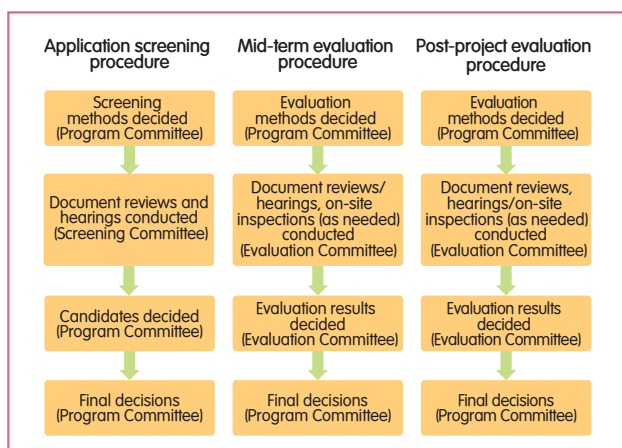 Application screening
procedure
Screening
methods decided
(Program Committee)
Document reviews and
hearings conducted
(Screening Committee)
Candidates decided
(Program Committee)
Final decisions
(Program Committee)
Mid-term evaluation
procedure
Evaluation
methods decided
(Program Committee)
Document reviews/
hearings, on-site
inspections (as needed)
conducted
(Evaluation Committee)
Evaluation results
decided
(Evaluation Committee)
Final decisions
(Program Committee)
Post-project evaluation
procedure
Evaluation
methods decided
(Program Committee)
Document reviews,
hearings/on-site
inspections (as needed)
conducted
(Evaluation Committee)
Evaluation results
decided
(Evaluation Committee)
Final decisions
(Program Committee)